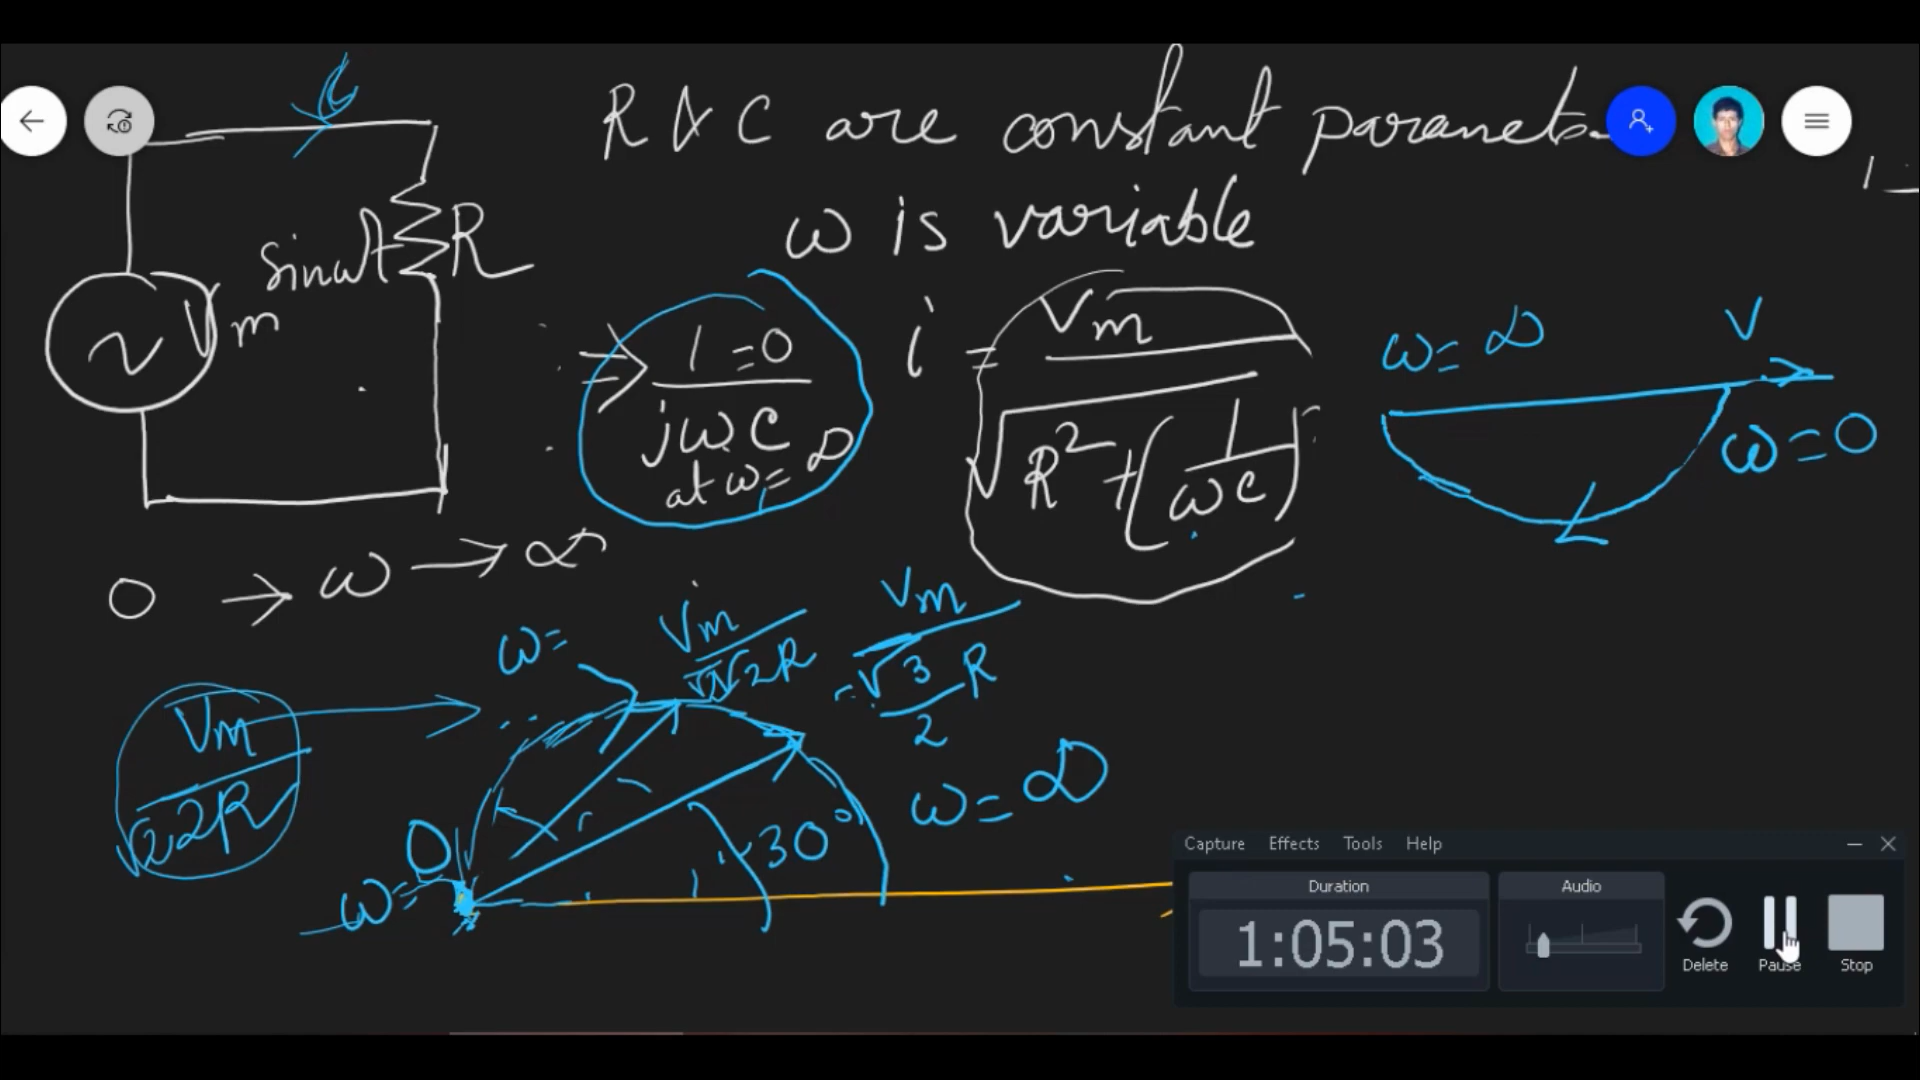 R & C are constant paramet
ω is variable
Vm sinωt
R
⇒ 1 = 0
jωC
at ω = ∞
i = Vm
√R² + (1
ωC)²
ω = ∞
V
ω = 0
0 → ω → ∞
ω =
Vm
√2R
Vm
= √3 R
2
Vm
√2R
ω = ∞
30°
ω = 0
Capture Effects Tools Help
Duration
Audio
1:05:03
Delete
Pause
Stop